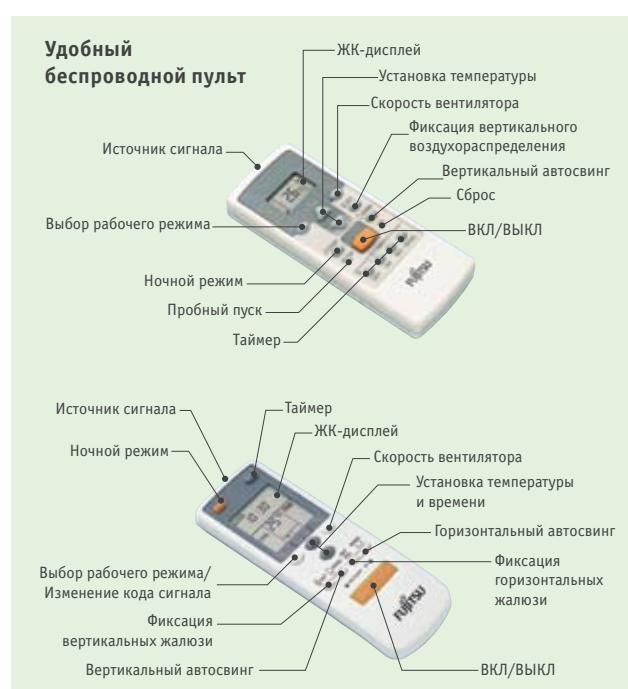 Удобный
беспроводной пульт
ЖК-дисплей
Установка температуры
Скорость вентилятора
Фиксация вертикального
воздухораспределения
Источник сигнала
Вертикальный автосвинг
Сброс
Выбор рабочего режима
ВКЛ/ВЫКЛ
Ночной режим
Пробный пуск
Таймер
FUJITSU
Источник сигнала
Таймер
ЖК-дисплей
Ночной режим
Скорость вентилятора
Установка температуры
и времени
Горизонтальный автосвинг
Выбор рабочего режима/
Изменение кода сигнала
Фиксация
горизонтальных
жалюзи
Фиксация
вертикальных жалюзи
FUJITSU
Вертикальный автосвинг
ВКЛ/ВЫКЛ